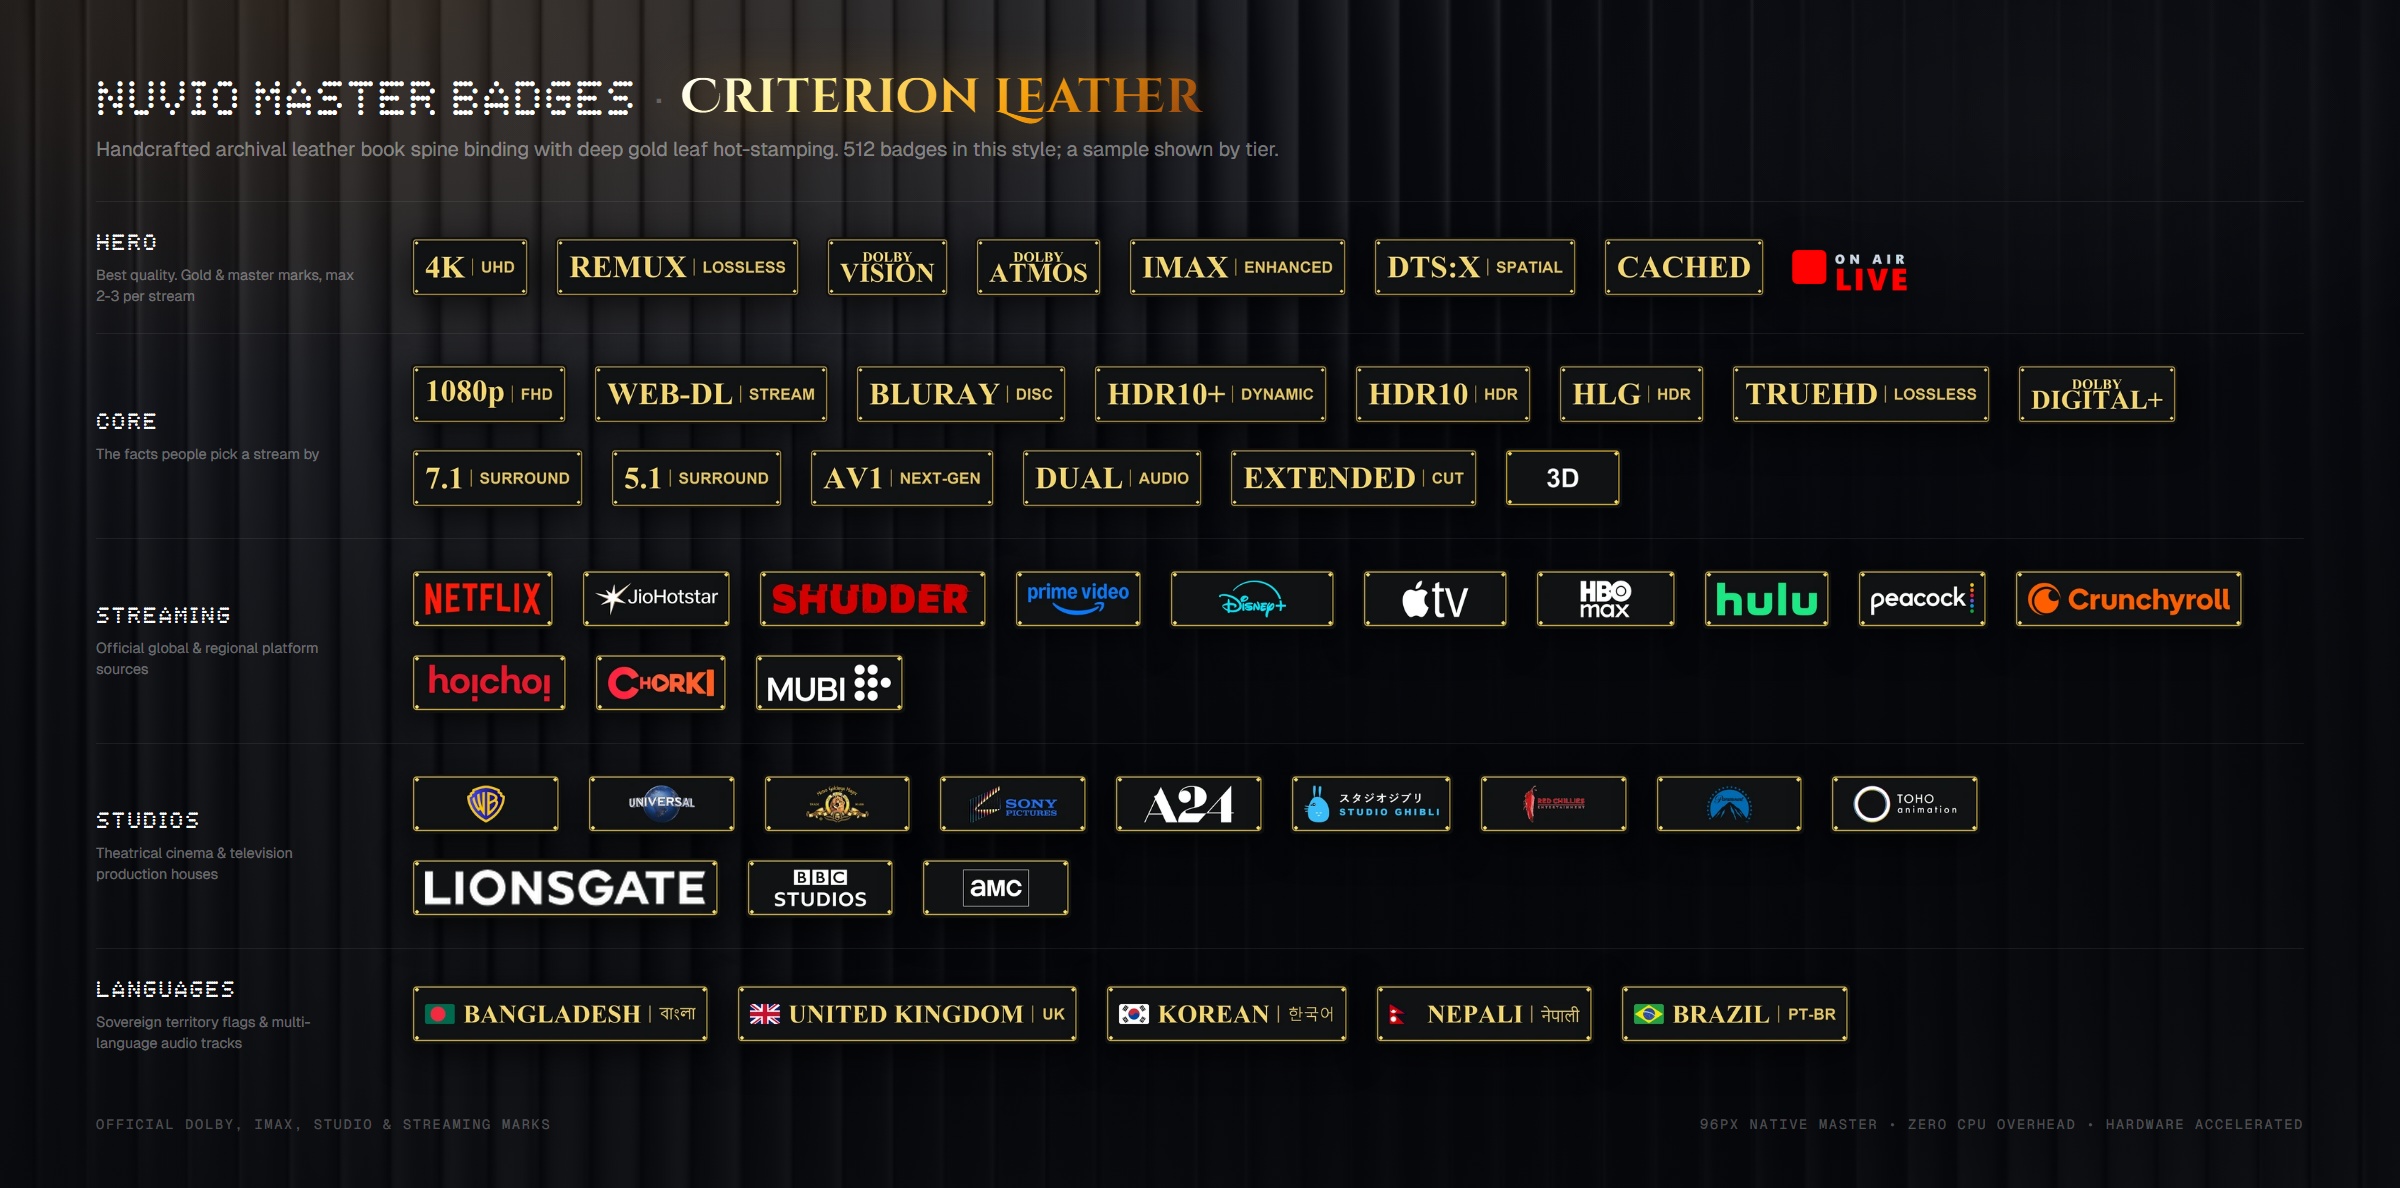 NUVIO MASTER BADGES · CRITERION LEATHER
Handcrafted archival leather book spine binding with deep gold leaf hot-stamping. 512 badges in this style; a sample shown by tier.
HERO
Best quality. Gold & master marks, max
2-3 per stream
4K | UHD
REMUX | LOSSLESS
DOLBY
VISION
DOLBY
ATMOS
IMAX | ENHANCED
DTS:X | SPATIAL
CACHED
ON AIR
LIVE
CORE
The facts people pick a stream by
1080p | FHD
WEB-DL | STREAM
BLURAY | DISC
HDR10+ | DYNAMIC
HDR10 | HDR
HLG | HDR
TRUEHD | LOSSLESS
DOLBY
DIGITAL+
7.1 | SURROUND
5.1 | SURROUND
AV1 | NEXT-GEN
DUAL | AUDIO
EXTENDED | CUT
3D
STREAMING
Official global & regional platform
sources
NETFLIX
JioHotstar
SHUDDER
prime video
Disney+
tv
HBO
max
hulu
peacock
Crunchyroll
hoichoi
CHORKI
MUBI
STUDIOS
Theatrical cinema & television
production houses
WB
UNIVERSAL
SONY
PICTURES
A24
スタジオジブリ
STUDIO GHIBLI
RED CHILLIES
ENTERTAINMENT
Paramount
TOHO
animation
LIONSGATE
BBC
STUDIOS
aMC
LANGUAGES
Sovereign territory flags & multi-
language audio tracks
BANGLADESH | বাংলা
UNITED KINGDOM | UK
KOREAN | 한국어
NEPALI | नेपाली
BRAZIL | PT-BR
OFFICIAL DOLBY, IMAX, STUDIO & STREAMING MARKS
96PX NATIVE MASTER • ZERO CPU OVERHEAD • HARDWARE ACCELERATED